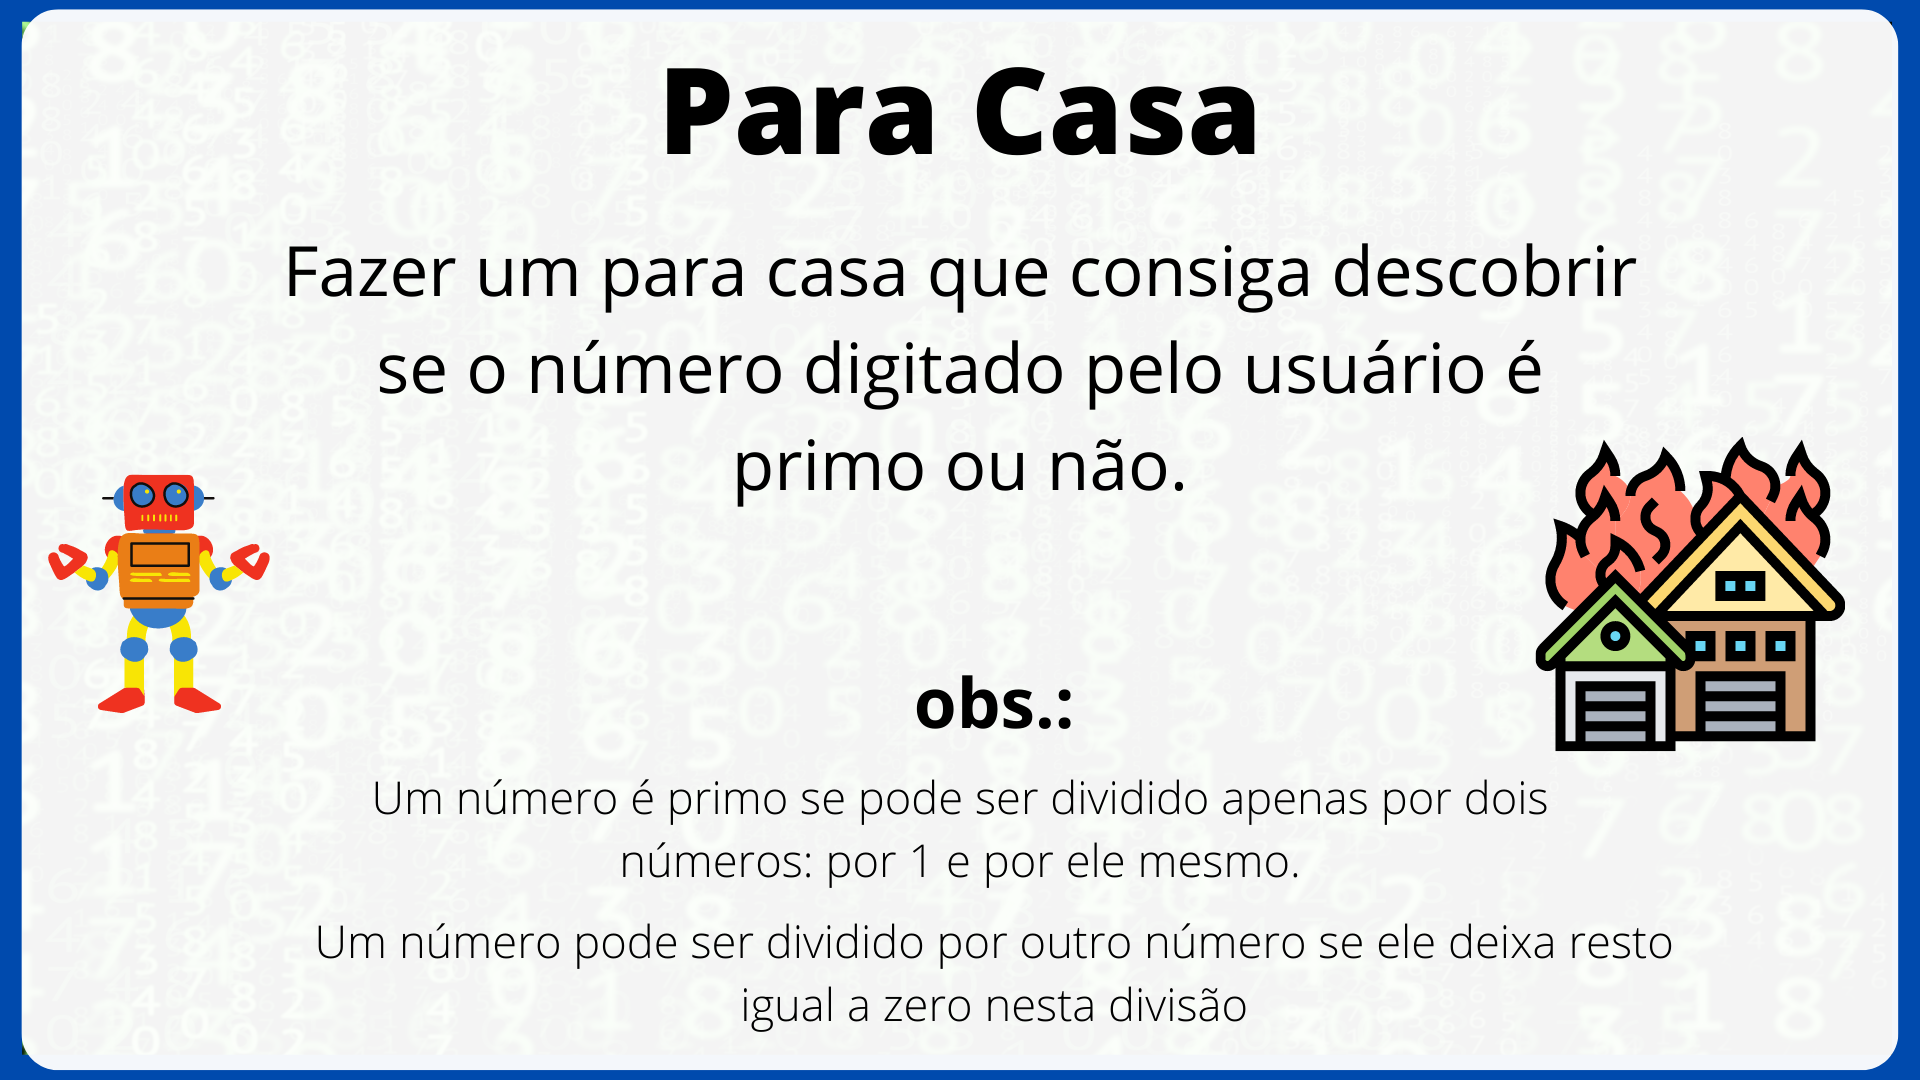 Para Casa
Fazer um para casa que consiga descobrir
se o número digitado pelo usuário é
primo ou não.
obs.:
Um número é primo se pode ser dividido apenas por dois
números: por 1 e por ele mesmo.
Um número pode ser dividido por outro número se ele deixa resto
igual a zero nesta divisão